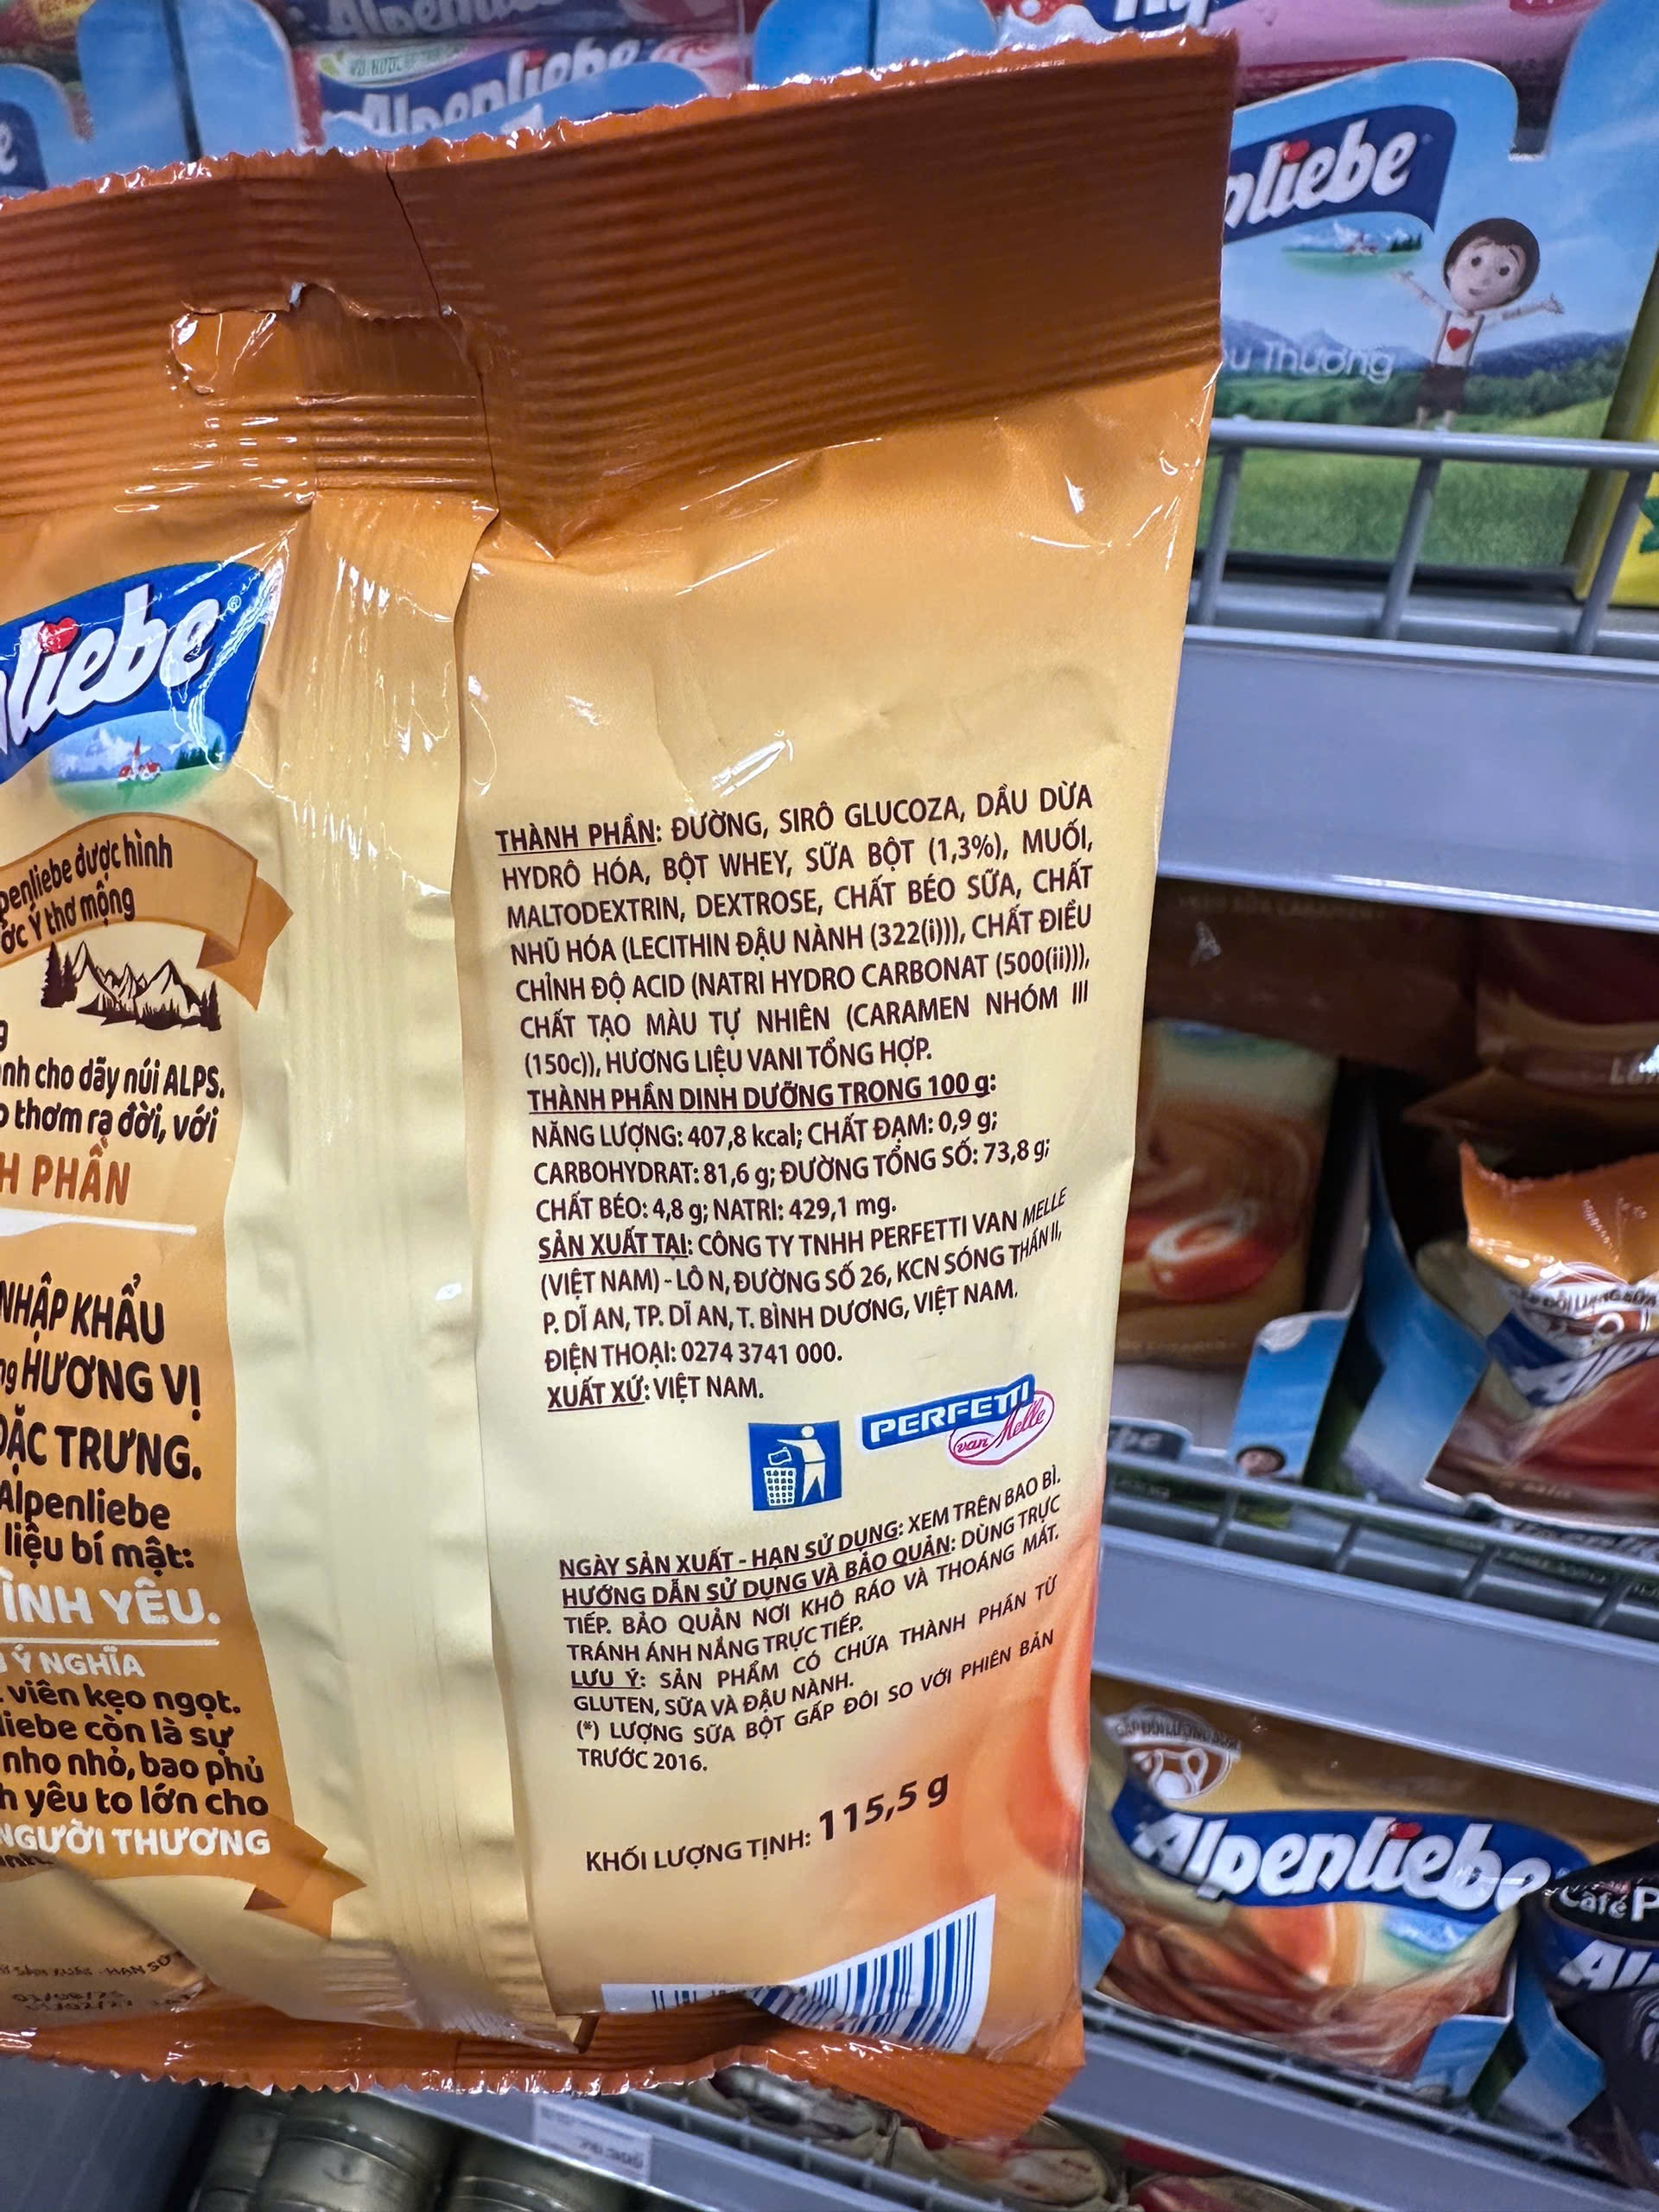 Alpenliebe
liebe
liebe
u Thương
penliebe được hình
ớc Ý thơ mộng
nh cho dãy núi ALPS.
thơm ra đời, với
H PHẦN
NHẬP KHẨU
ng HƯƠNG VỊ
ĐẶC TRƯNG.
Alpenliebe
liệu bí mật:
ÌNH YÊU.
Ý NGHĨA
viên kẹo ngọt.
liebe còn là sự
nho nhỏ, bao phủ
h yêu to lớn cho
NGƯỜI THƯƠNG
THÀNH PHẦN: ĐƯỜNG, SIRÔ GLUCOZA, DẦU DỪA
HYDRÔ HÓA, BỘT WHEY, SỮA BỘT (1,3%), MUỐI,
MALTODEXTRIN, DEXTROSE, CHẤT BÉO SỮA, CHẤT
NHŨ HÓA (LECITHIN ĐẬU NÀNH (322(i))), CHẤT ĐIỀU
CHỈNH ĐỘ ACID (NATRI HYDRO CARBONAT (500(ii))),
CHẤT TẠO MÀU TỰ NHIÊN (CARAMEN NHÓM III
(150c)), HƯƠNG LIỆU VANI TỔNG HỢP.
THÀNH PHẦN DINH DƯỠNG TRONG 100 g:
NĂNG LƯỢNG: 407,8 kcal; CHẤT ĐẠM: 0,9 g;
CARBOHYDRAT: 81,6 g; ĐƯỜNG TỔNG SỐ: 73,8 g;
CHẤT BÉO: 4,8 g; NATRI: 429,1 mg.
SẢN XUẤT TẠI: CÔNG TY TNHH PERFETTI VAN MELLE
(VIỆT NAM) - LÔ N, ĐƯỜNG SỐ 26, KCN SÓNG THẦN II,
P. DĨ AN, TP. DĨ AN, T. BÌNH DƯƠNG, VIỆT NAM.
ĐIỆN THOẠI: 0274 3741 000.
XUẤT XỨ: VIỆT NAM.
PERFETTI
van Melle
NGÀY SẢN XUẤT - HẠN SỬ DỤNG: XEM TRÊN BAO BÌ.
HƯỚNG DẪN SỬ DỤNG VÀ BẢO QUẢN: DÙNG TRỰC
TIẾP. BẢO QUẢN NƠI KHÔ RÁO VÀ THOÁNG MÁT.
TRÁNH ÁNH NẮNG TRỰC TIẾP.
LƯU Ý: SẢN PHẨM CÓ CHỨA THÀNH PHẦN TỪ
GLUTEN, SỮA VÀ ĐẬU NÀNH.
(*) LƯỢNG SỮA BỘT GẤP ĐÔI SO VỚI PHIÊN BẢN
TRƯỚC 2016.
KHỐI LƯỢNG TỊNH: 115,5 g
Alpenliebe
Café P